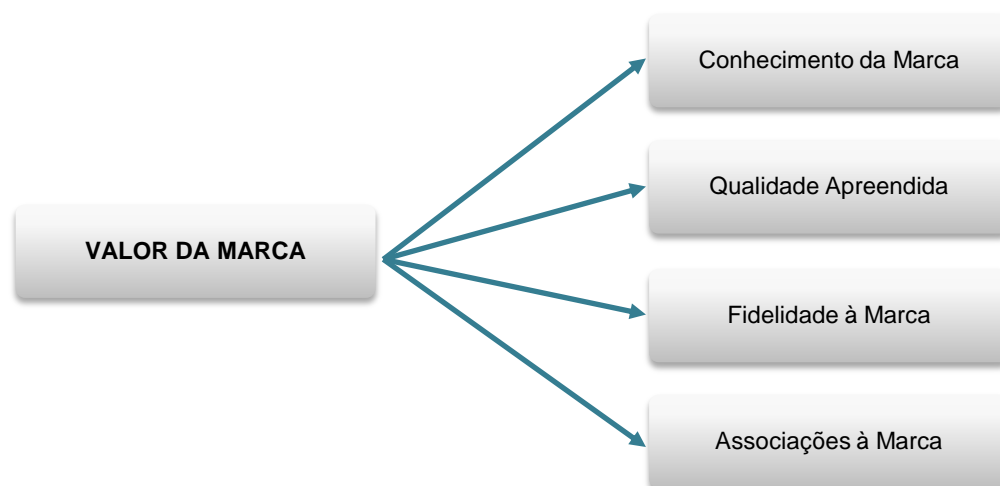 Conhecimento da Marca
Qualidade Apreendida
VALOR DA MARCA
Fidelidade à Marca
Associações à Marca